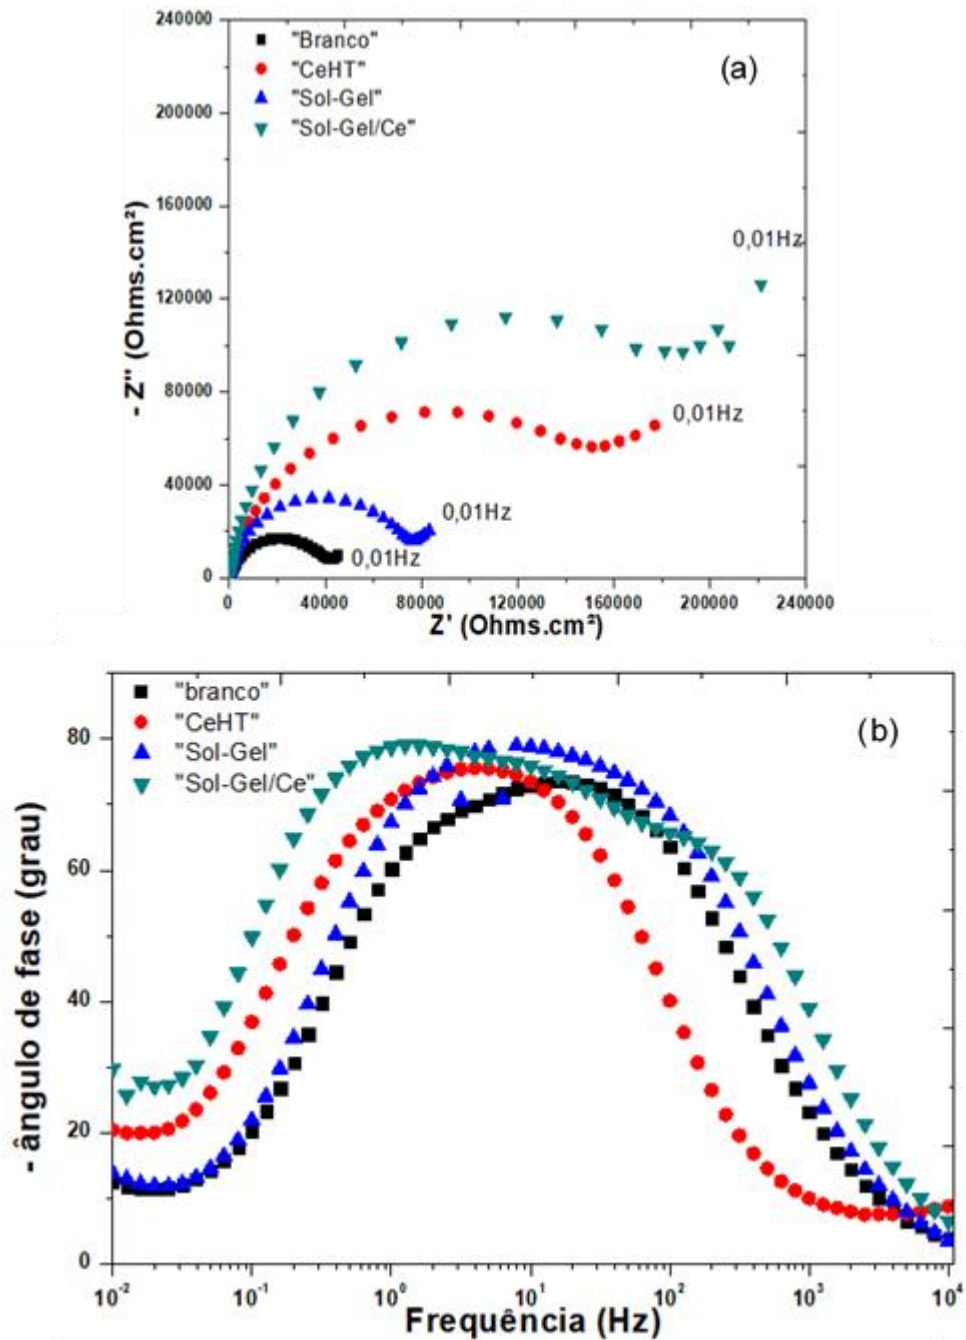 240000
200000
160000
120000
80000
40000
0
- Z" (Ohms.cm²)
"Branco"
"CeHT"
"Sol-Gel"
"Sol-Gel/Ce"
(a)
0,01Hz
0,01Hz
0,01Hz
0,01Hz
0 40000 80000 120000 160000 200000 240000
Z' (Ohms.cm²)
80
60
40
20
0
- ângulo de fase (grau)
"branco"
"CeHT"
"Sol-Gel"
"Sol-Gel/Ce"
(b)
10⁻² 10⁻¹ 10⁰ 10¹ 10² 10³ 10⁴
Frequência (Hz)